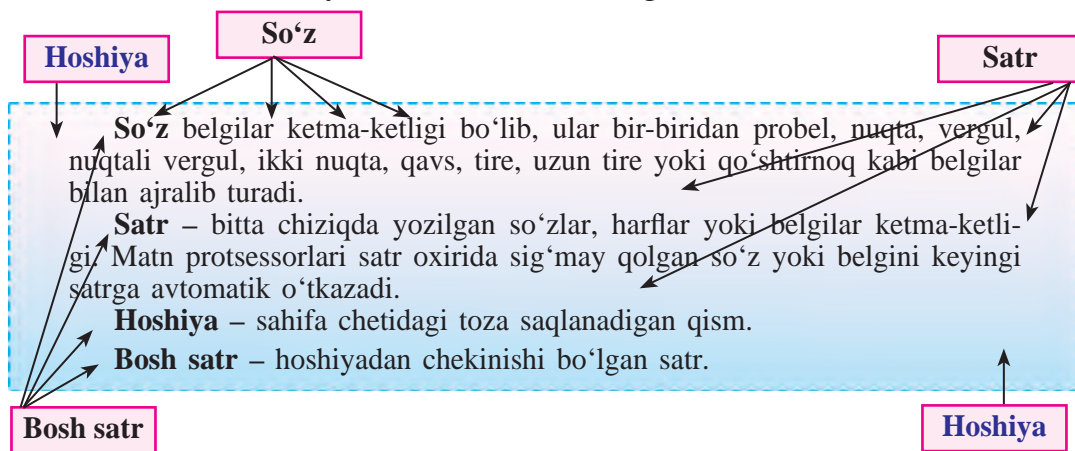 So‘z
Hoshiya
Satr
So‘z belgilar ketma-ketligi bo‘lib, ular bir-biridan probel, nuqta, vergul,
nuqtali vergul, ikki nuqta, qavs, tire, uzun tire yoki qo‘shtirnoq kabi belgilar
bilan ajralib turadi.
Satr – bitta chiziqda yozilgan so‘zlar, harflar yoki belgilar ketma-ketli-
gi. Matn protsessorlari satr oxirida sig‘may qolgan so‘z yoki belgini keyingi
satrga avtomatik o‘tkazadi.
Hoshiya – sahifa chetidagi toza saqlanadigan qism.
Bosh satr – hoshiyadan chekinishi bo‘lgan satr.
Bosh satr
Hoshiya